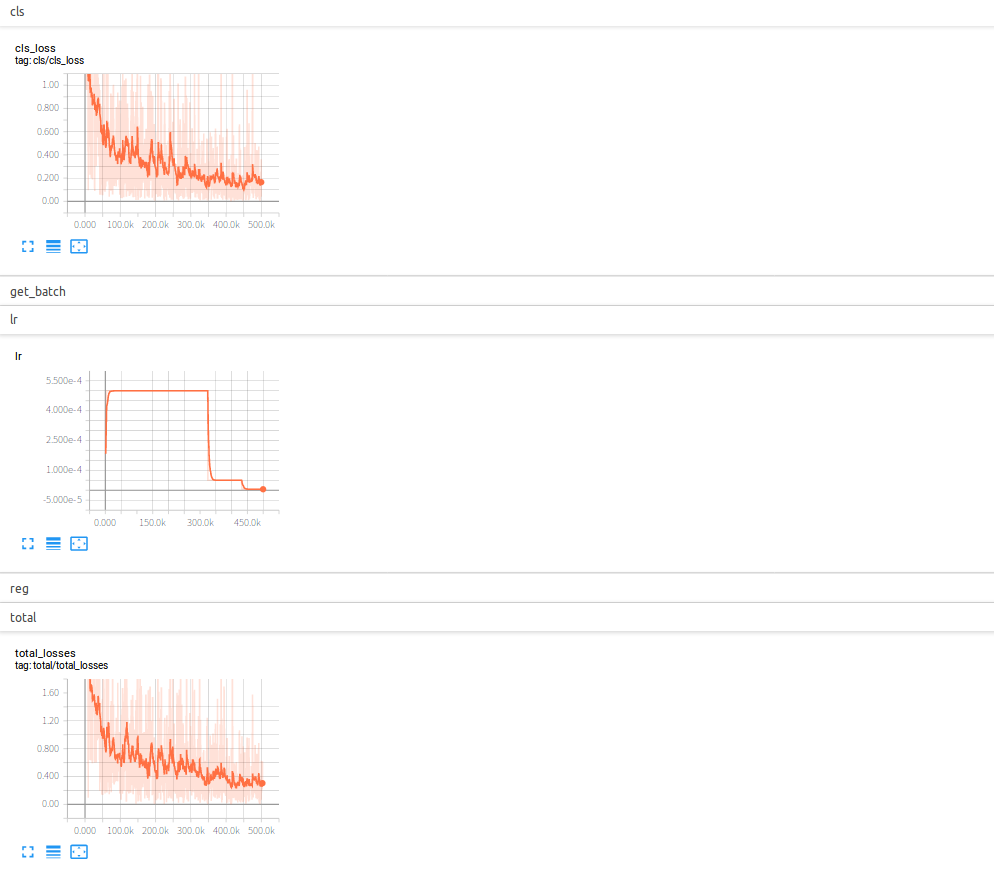 cls
cls_loss
tag: cls/cls_loss
1.00
0.800
0.600
0.400
0.200
0.00
0.000 100.0k 200.0k 300.0k 400.0k 500.0k
get_batch
lr
lr
5.500e-4
4.000e-4
2.500e-4
1.000e-4
-5.000e-5
0.000 150.0k 300.0k 450.0k
reg
total
total_losses
tag: total/total_losses
1.60
1.20
0.800
0.400
0.00
0.000 100.0k 200.0k 300.0k 400.0k 500.0k